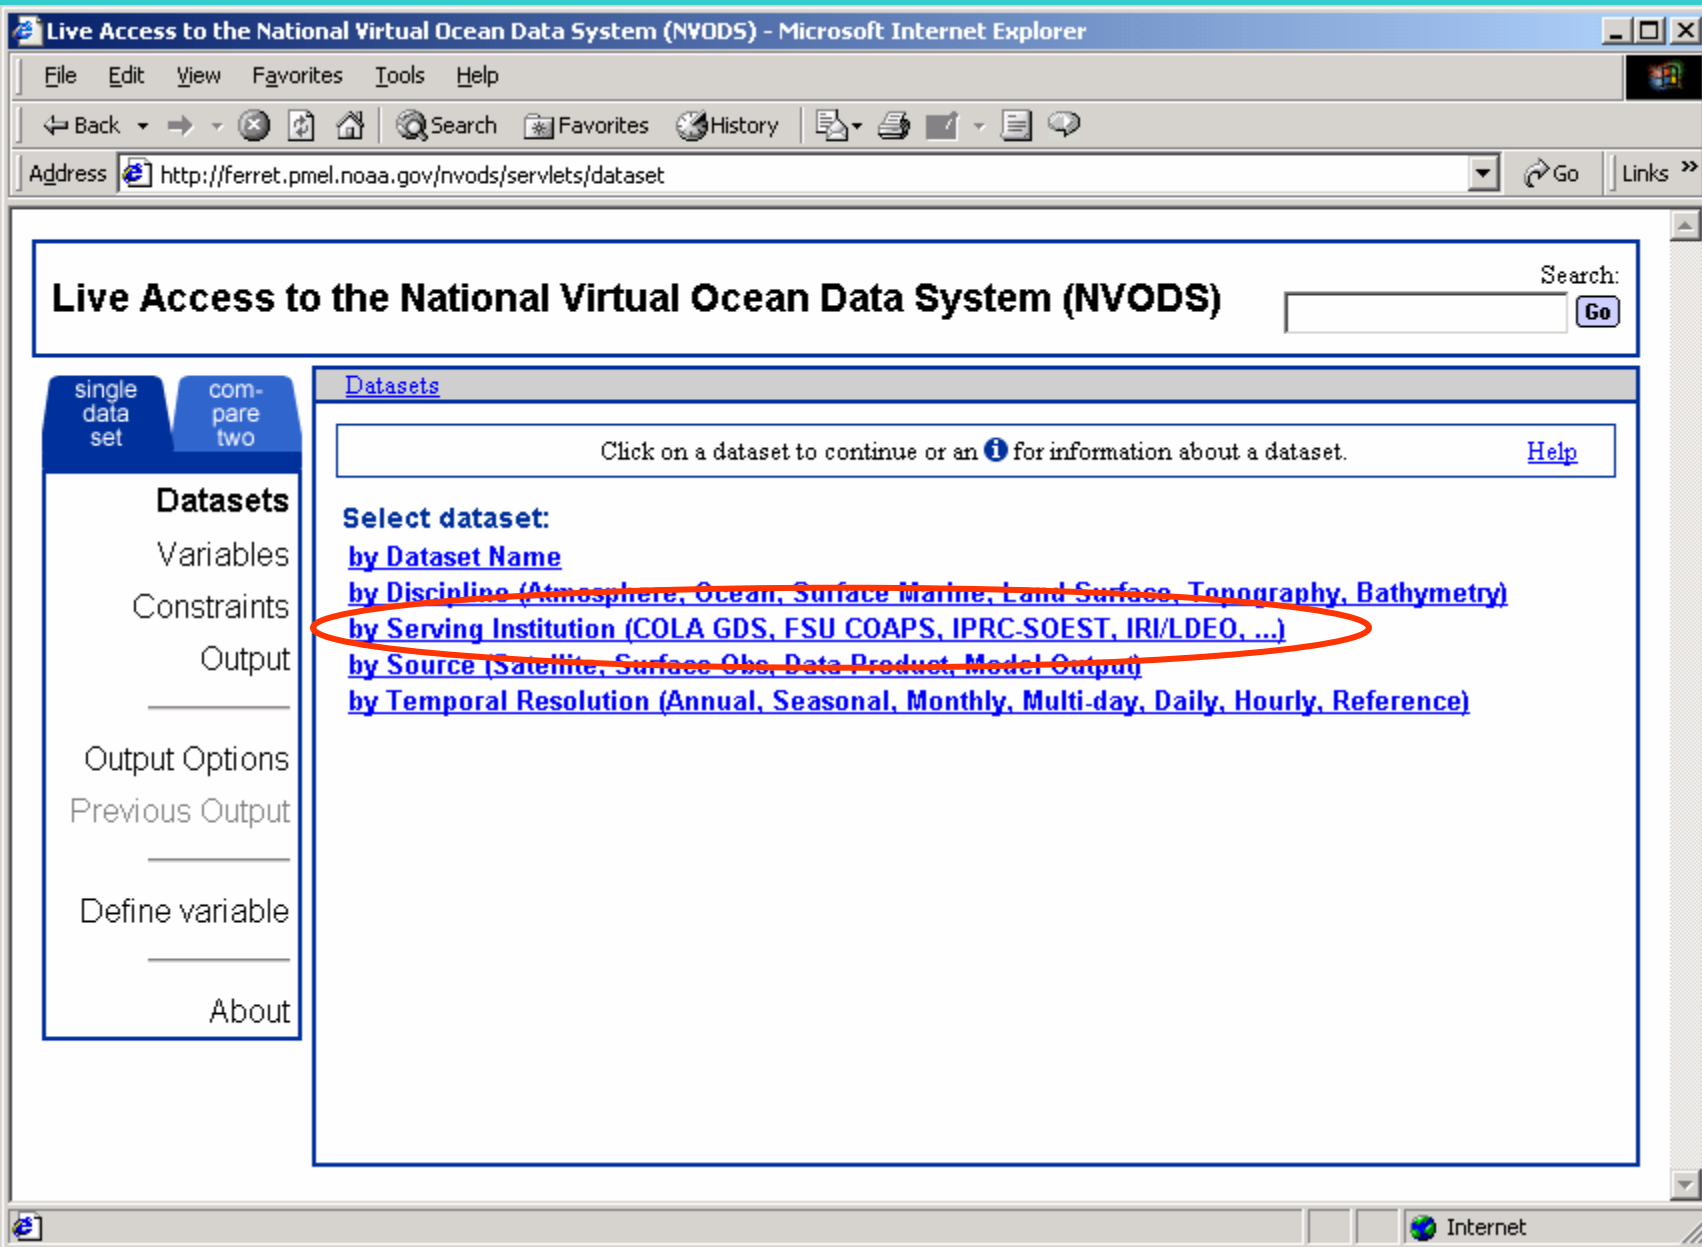 Live Access to the National Virtual Ocean Data System (NVODS) - Microsoft Internet Explorer
File Edit View Favorites Tools Help
Back Search Favorites History
Address http://ferret.pmel.noaa.gov/nvods/servlets/dataset Go Links »
Live Access to the National Virtual Ocean Data System (NVODS)
Search:
Go
single data set
com-pare two
Datasets
Click on a dataset to continue or an i for information about a dataset. Help
Datasets
Variables
Constraints
Output
Output Options
Previous Output
Define variable
About
Select dataset:
by Dataset Name
by Discipline (Atmosphere, Ocean, Surface Marine, Land Surface, Topography, Bathymetry)
by Serving Institution (COLA GDS, FSU COAPS, IPRC-SOEST, IRI/LDEO, ...)
by Source (Satellite, Surface Obs, Data Product, Model Output)
by Temporal Resolution (Annual, Seasonal, Monthly, Multi-day, Daily, Hourly, Reference)
Internet